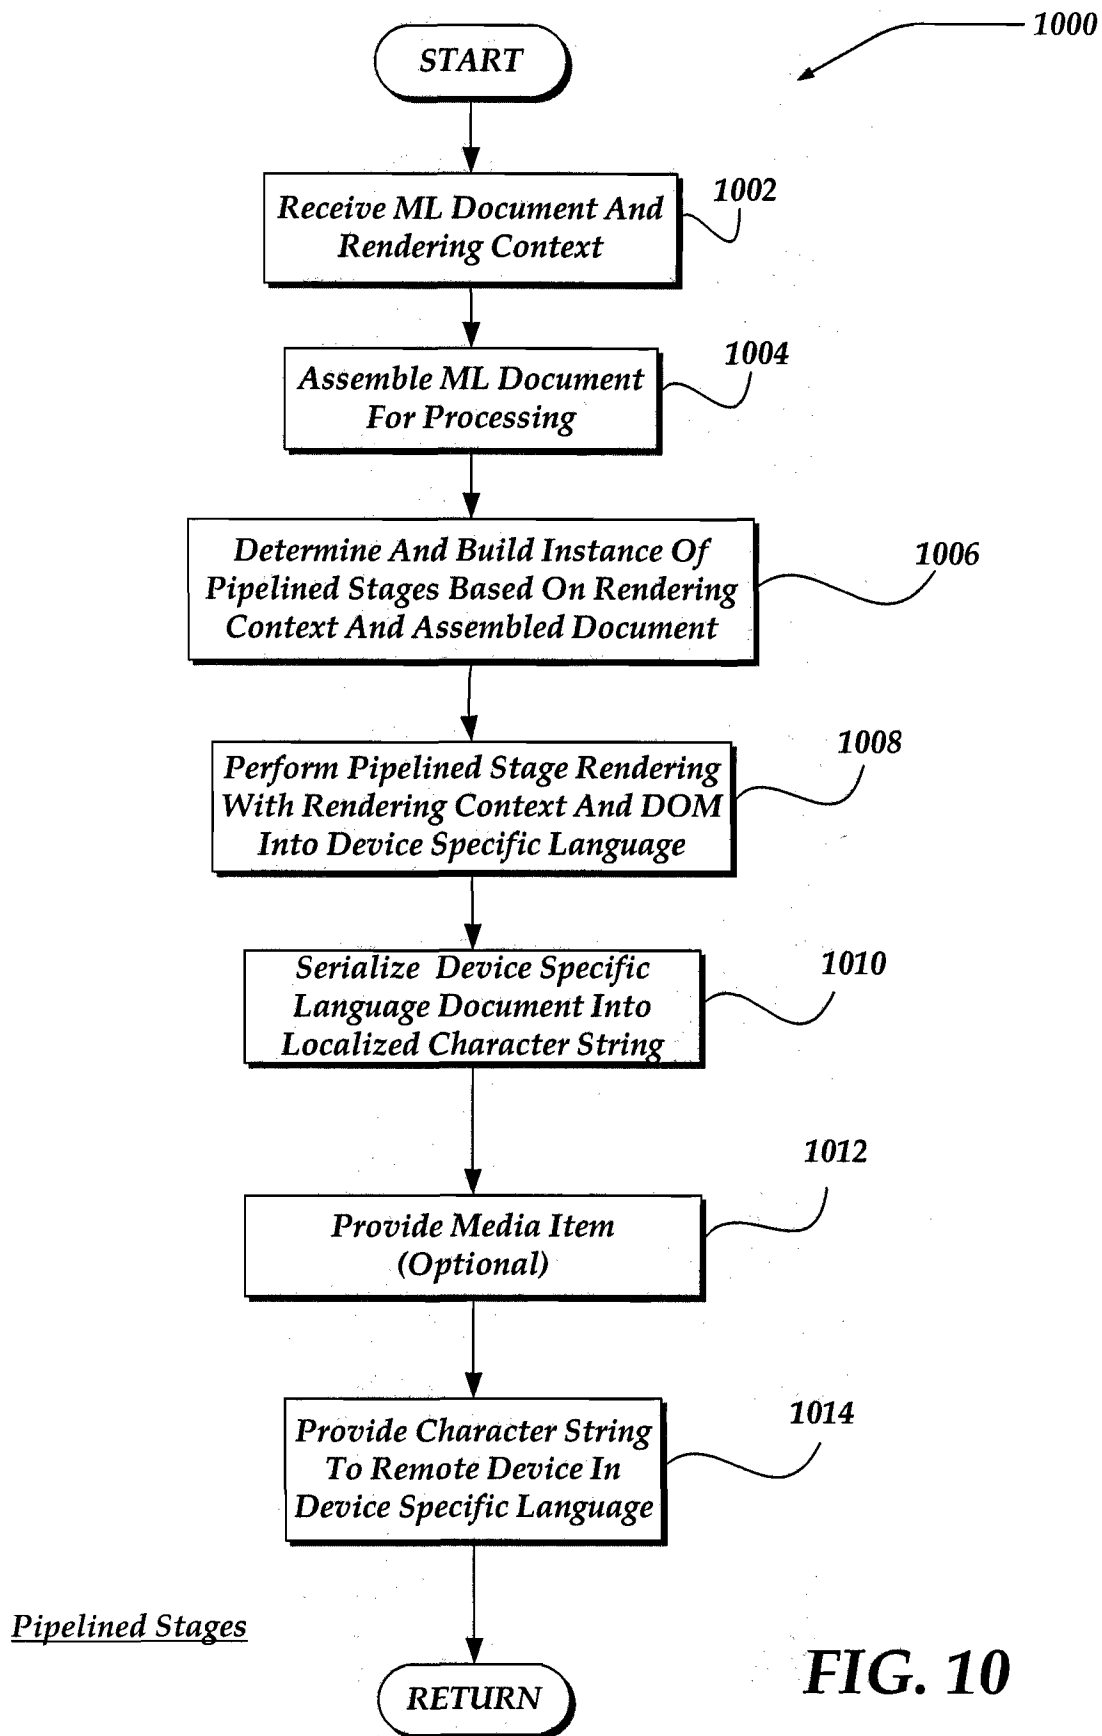 1000
START
Receive ML Document And
Rendering Context
1002
Assemble ML Document
For Processing
1004
Determine And Build Instance Of
Pipelined Stages Based On Rendering
Context And Assembled Document
1006
Perform Pipelined Stage Rendering
With Rendering Context And DOM
Into Device Specific Language
1008
Serialize Device Specific
Language Document Into
Localized Character String
1010
Provide Media Item
(Optional)
1012
Provide Character String
To Remote Device In
Device Specific Language
1014
Pipelined Stages
RETURN
FIG. 10